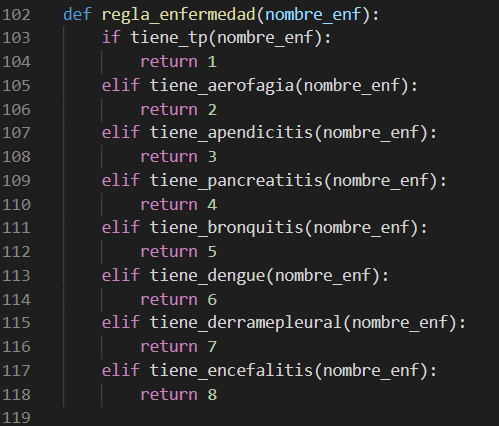 102 def regla_enfermedad(nombre_enf):
103 if tiene_tp(nombre_enf):
104 return 1
105 elif tiene_aerofagia(nombre_enf):
106 return 2
107 elif tiene_apendicitis(nombre_enf):
108 return 3
109 elif tiene_pancreatitis(nombre_enf):
110 return 4
111 elif tiene_bronquitis(nombre_enf):
112 return 5
113 elif tiene_dengue(nombre_enf):
114 return 6
115 elif tiene_derramepleural(nombre_enf):
116 return 7
117 elif tiene_encefalitis(nombre_enf):
118 return 8
119